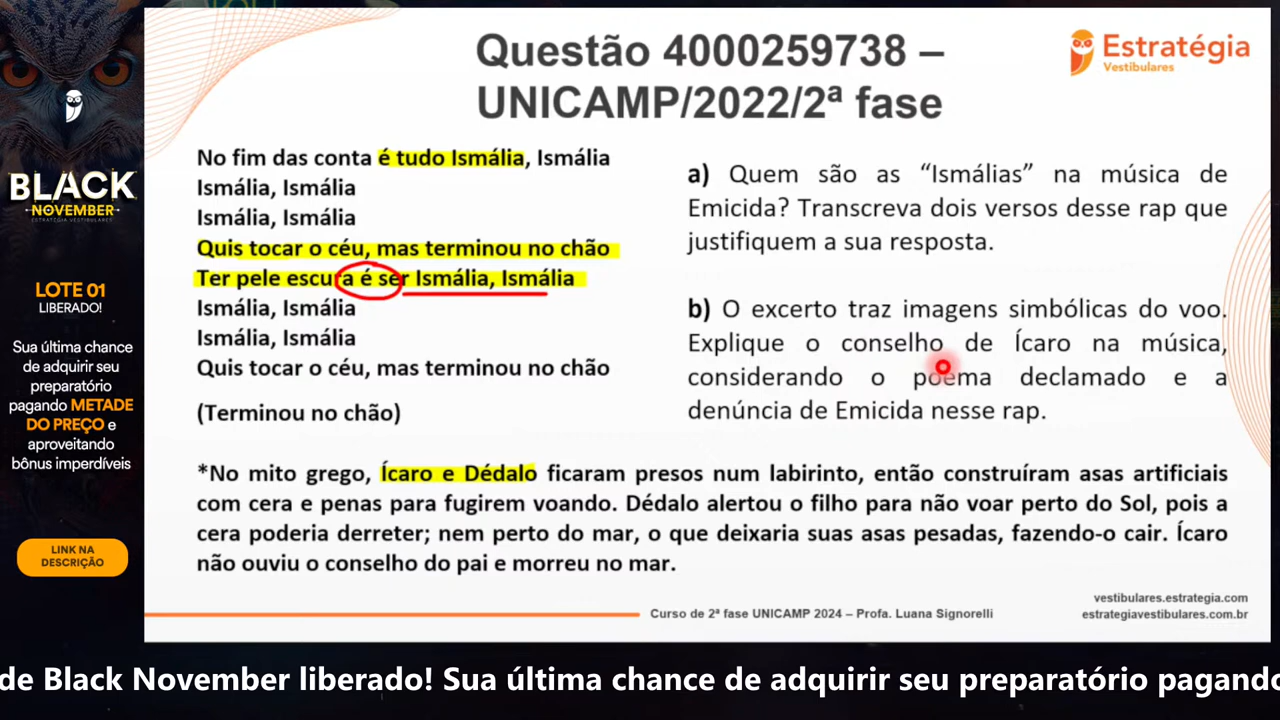 BLACK
NOVEMBER
ESTRATÉGIA VESTIBULARES
LOTE 01
LIBERADO!
Sua última chance
de adquirir seu
preparatório
pagando METADE
DO PREÇO e
aproveitando
bônus imperdíveis
LINK NA
DESCRIÇÃO
Questão 4000259738 –
UNICAMP/2022/2ª fase
Estratégia
Vestibulares
No fim das conta é tudo Ismália, Ismália
Ismália, Ismália
Ismália, Ismália
Quis tocar o céu, mas terminou no chão
Ter pele escura é ser Ismália, Ismália
Ismália, Ismália
Ismália, Ismália
Quis tocar o céu, mas terminou no chão
(Terminou no chão)
a) Quem são as “Ismálias” na música de
Emicida? Transcreva dois versos desse rap que
justifiquem a sua resposta.
b) O excerto traz imagens simbólicas do voo.
Explique o conselho de Ícaro na música,
considerando o poema declamado e a
denúncia de Emicida nesse rap.
*No mito grego, Ícaro e Dédalo ficaram presos num labirinto, então construíram asas artificiais
com cera e penas para fugirem voando. Dédalo alertou o filho para não voar perto do Sol, pois a
cera poderia derreter; nem perto do mar, o que deixaria suas asas pesadas, fazendo-o cair. Ícaro
não ouviu o conselho do pai e morreu no mar.
Curso de 2ª fase UNICAMP 2024 – Profa. Luana Signorelli
vestibulares.estrategia.com
estrategiavestibulares.com.br
de Black November liberado! Sua última chance de adquirir seu preparatório pagando